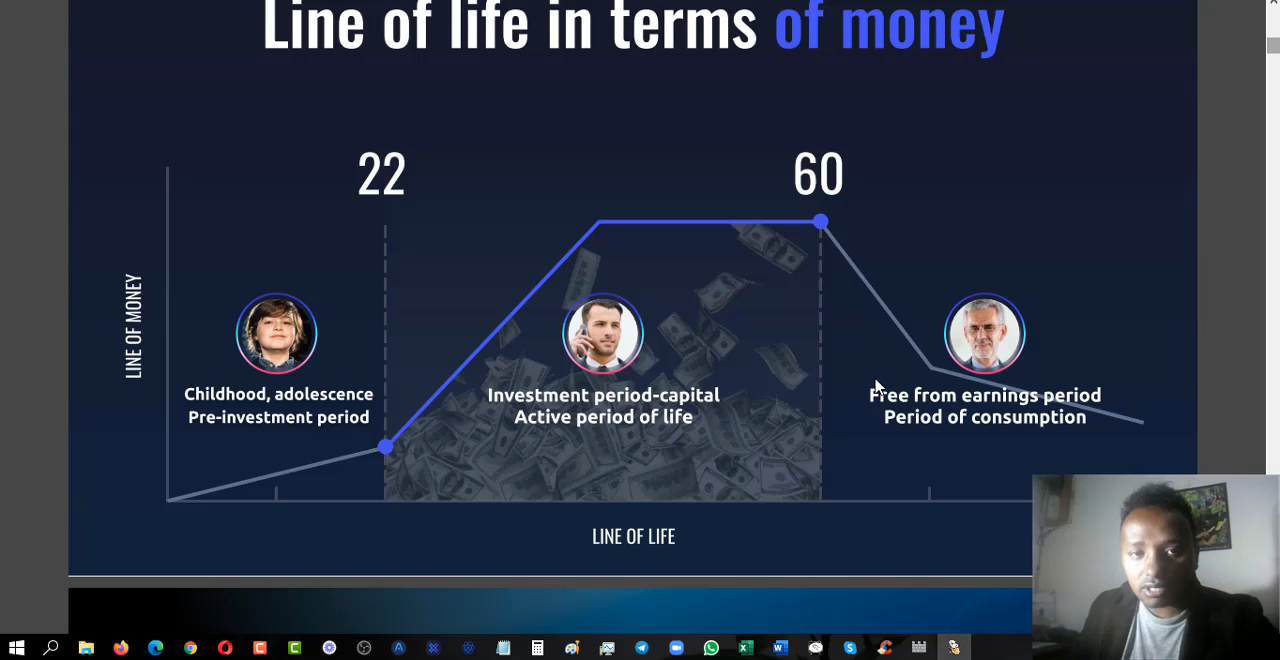 Line of life in terms of money
22
60
LINE OF MONEY
Childhood, adolescence
Pre-investment period
Investment period-capital
Active period of life
Free from earnings period
Period of consumption
LINE OF LIFE